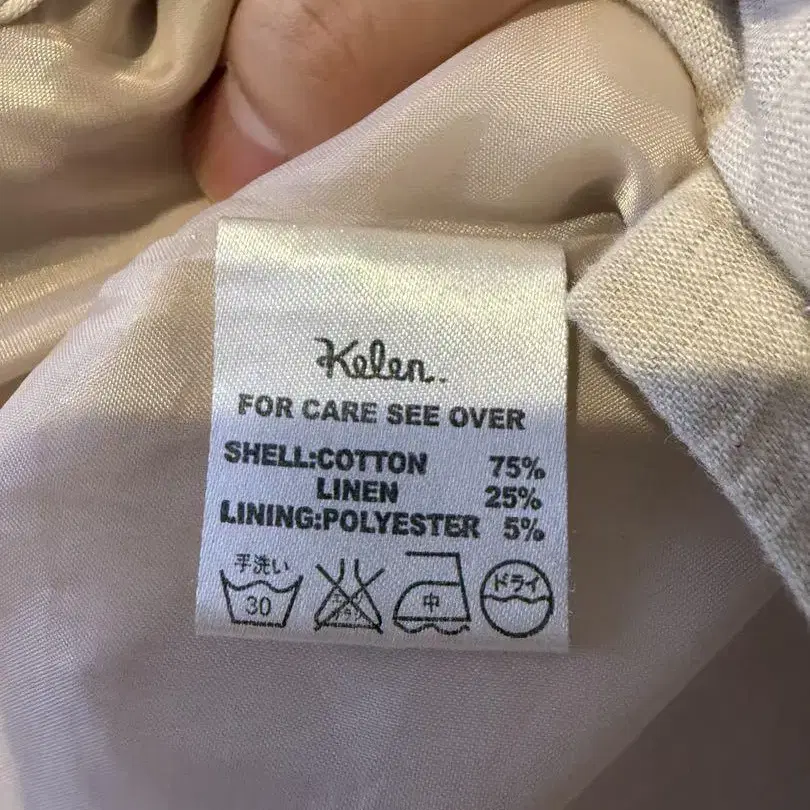 Kelen.
FOR CARE SEE OVER
SHELL:COTTON 75%
LINEN 25%
LINING:POLYESTER 5%
手洗い
30
中
ドライ